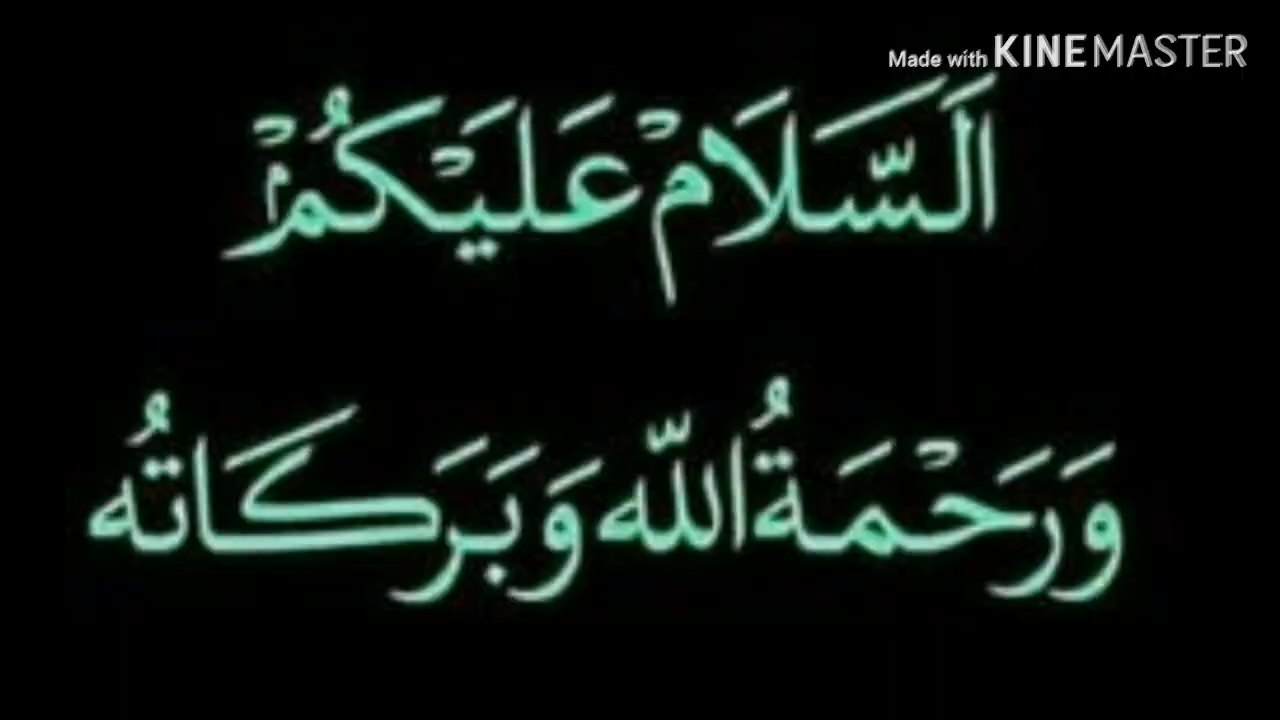 Made with KINEMASTER
اَلسَّلَامْ عَلَيْكُمْ
وَرَحْمَةُ اللّه وَبَرَكَاتُه